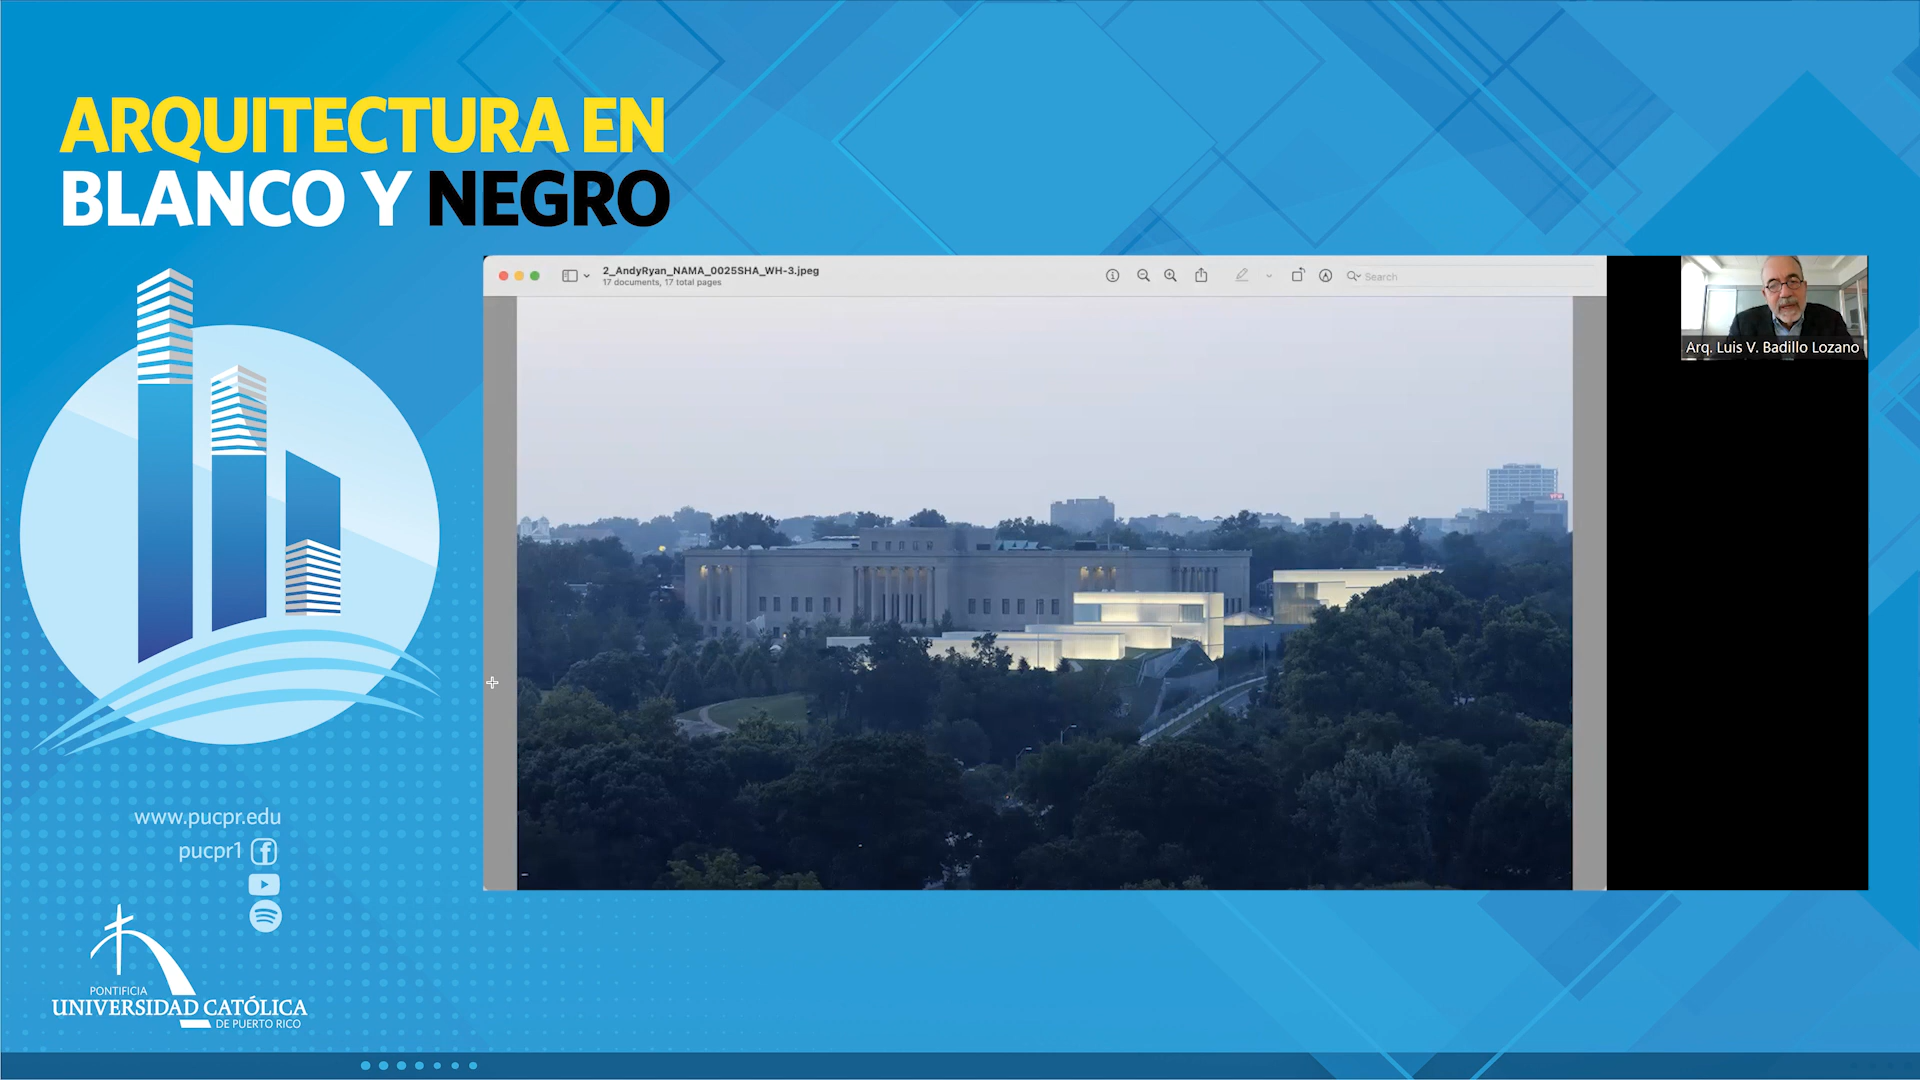 ARQUITECTURA EN
BLANCO Y NEGRO
2_AndyRyan_NAMA_0025SHA_WH-3.jpeg
17 documents, 17 total pages
Search
Arq. Luis V. Badillo Lozano
www.pucpr.edu
pucpr1
PONTIFICIA
UNIVERSIDAD CATÓLICA
DE PUERTO RICO